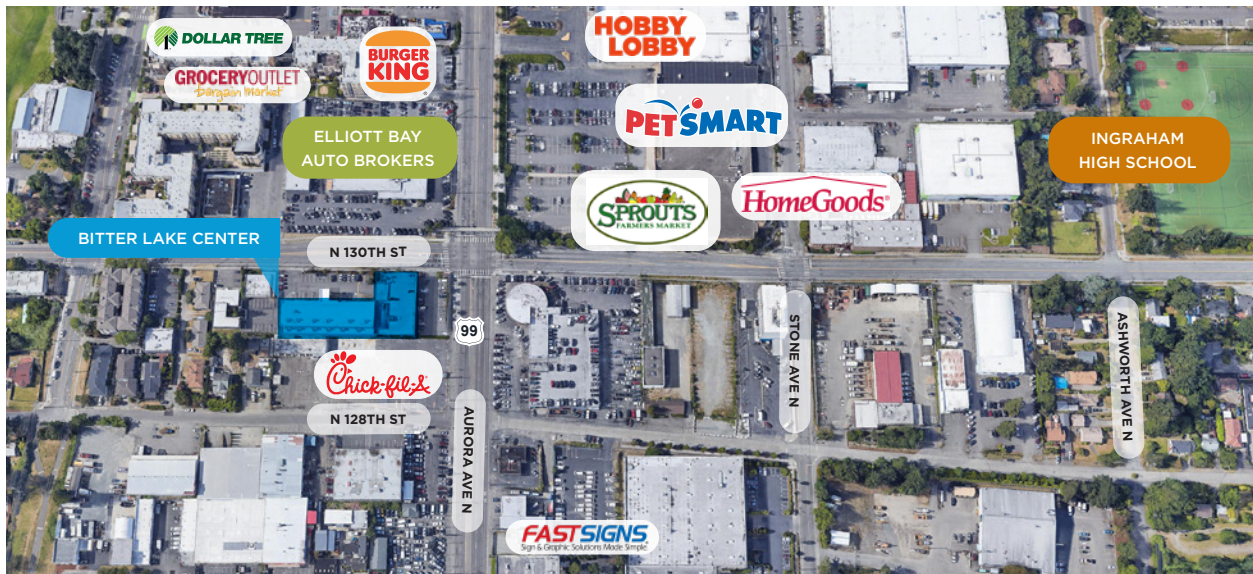 DOLLAR TREE
GROCERY OUTLET
bargain market
BURGER
KING
®
HOBBY
LOBBY
PETSMART
ELLIOTT BAY
AUTO BROKERS
INGRAHAM
HIGH SCHOOL
SPROUTS
FARMERS MARKET
HomeGoods®
BITTER LAKE CENTER
N 130TH ST
99
STONE AVE N
ASHWORTH AVE N
Chick-fil-A
N 128TH ST
AURORA AVE N
FASTSIGNS
Sign & Graphic Solutions Made Simple.